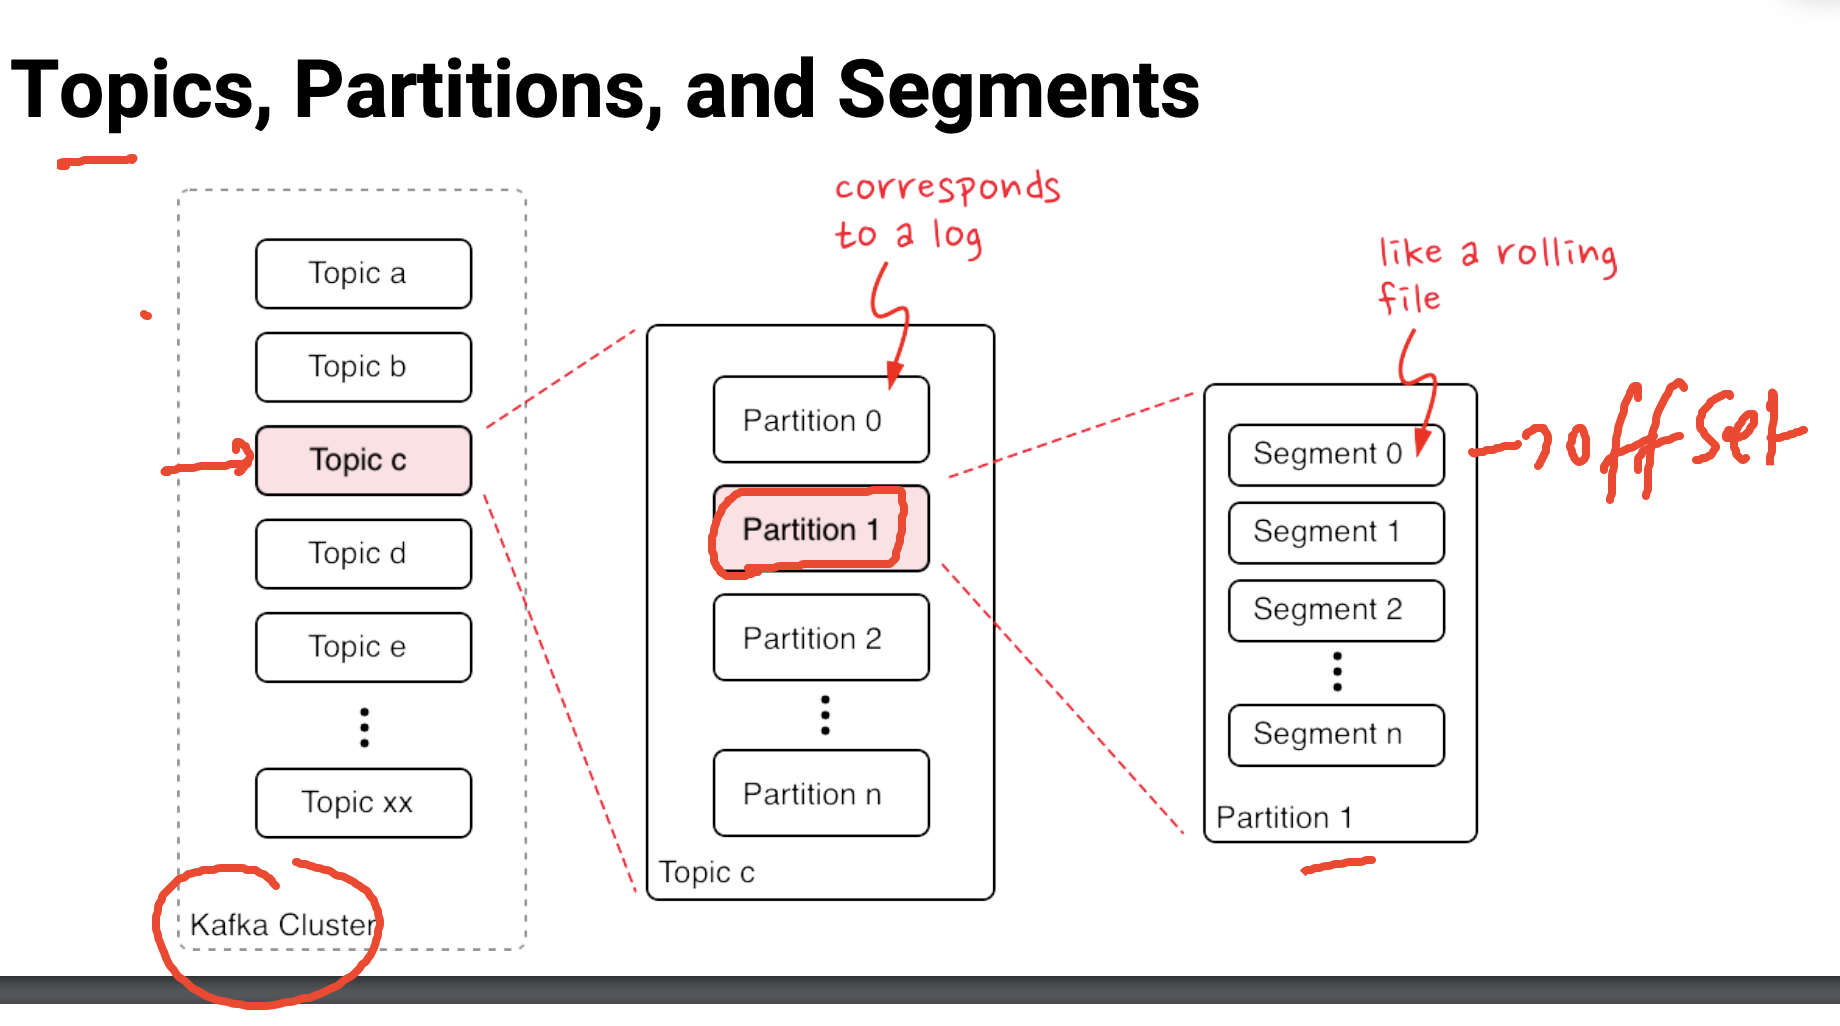 Topics, Partitions, and Segments
corresponds
to a log
like a rolling
file
Topic a
Topic b
Topic c
Topic d
Topic e
Topic xx
Kafka Cluster
Partition 0
Partition 1
Partition 2
Partition n
Topic c
Segment 0
offset
Segment 1
Segment 2
Segment n
Partition 1